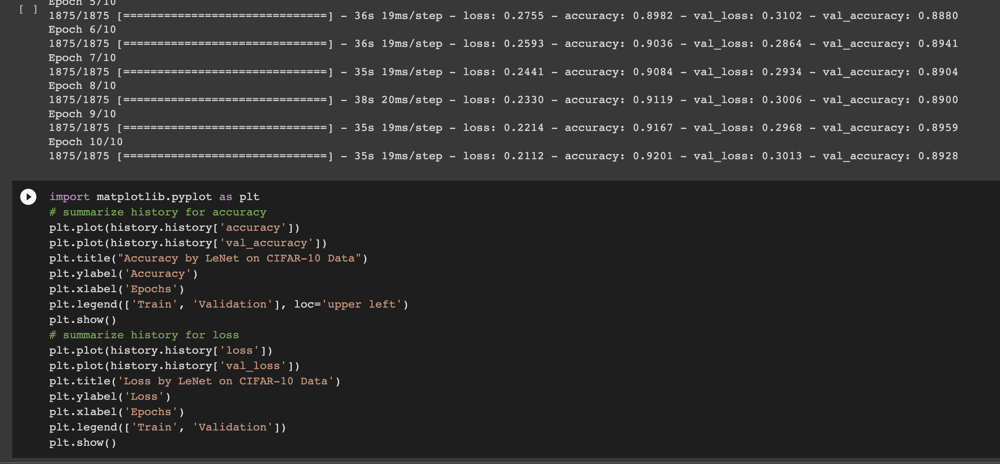 Epoch 5/10
[ ]
1875/1875 [==============================] - 36s 19ms/step - loss: 0.2755 - accuracy: 0.8982 - val_loss: 0.3102 - val_accuracy: 0.8880
Epoch 6/10
1875/1875 [==============================] - 36s 19ms/step - loss: 0.2593 - accuracy: 0.9036 - val_loss: 0.2864 - val_accuracy: 0.8941
Epoch 7/10
1875/1875 [==============================] - 35s 19ms/step - loss: 0.2441 - accuracy: 0.9084 - val_loss: 0.2934 - val_accuracy: 0.8904
Epoch 8/10
1875/1875 [==============================] - 38s 20ms/step - loss: 0.2330 - accuracy: 0.9119 - val_loss: 0.3006 - val_accuracy: 0.8900
Epoch 9/10
1875/1875 [==============================] - 35s 19ms/step - loss: 0.2214 - accuracy: 0.9167 - val_loss: 0.2968 - val_accuracy: 0.8959
Epoch 10/10
1875/1875 [==============================] - 35s 19ms/step - loss: 0.2112 - accuracy: 0.9201 - val_loss: 0.3013 - val_accuracy: 0.8928
import matplotlib.pyplot as plt
# summarize history for accuracy
plt.plot(history.history['accuracy'])
plt.plot(history.history['val_accuracy'])
plt.title("Accuracy by LeNet on CIFAR-10 Data")
plt.ylabel('Accuracy')
plt.xlabel('Epochs')
plt.legend(['Train', 'Validation'], loc='upper left')
plt.show()
# summarize history for loss
plt.plot(history.history['loss'])
plt.plot(history.history['val_loss'])
plt.title('Loss by LeNet on CIFAR-10 Data')
plt.ylabel('Loss')
plt.xlabel('Epochs')
plt.legend(['Train', 'Validation'])
plt.show()